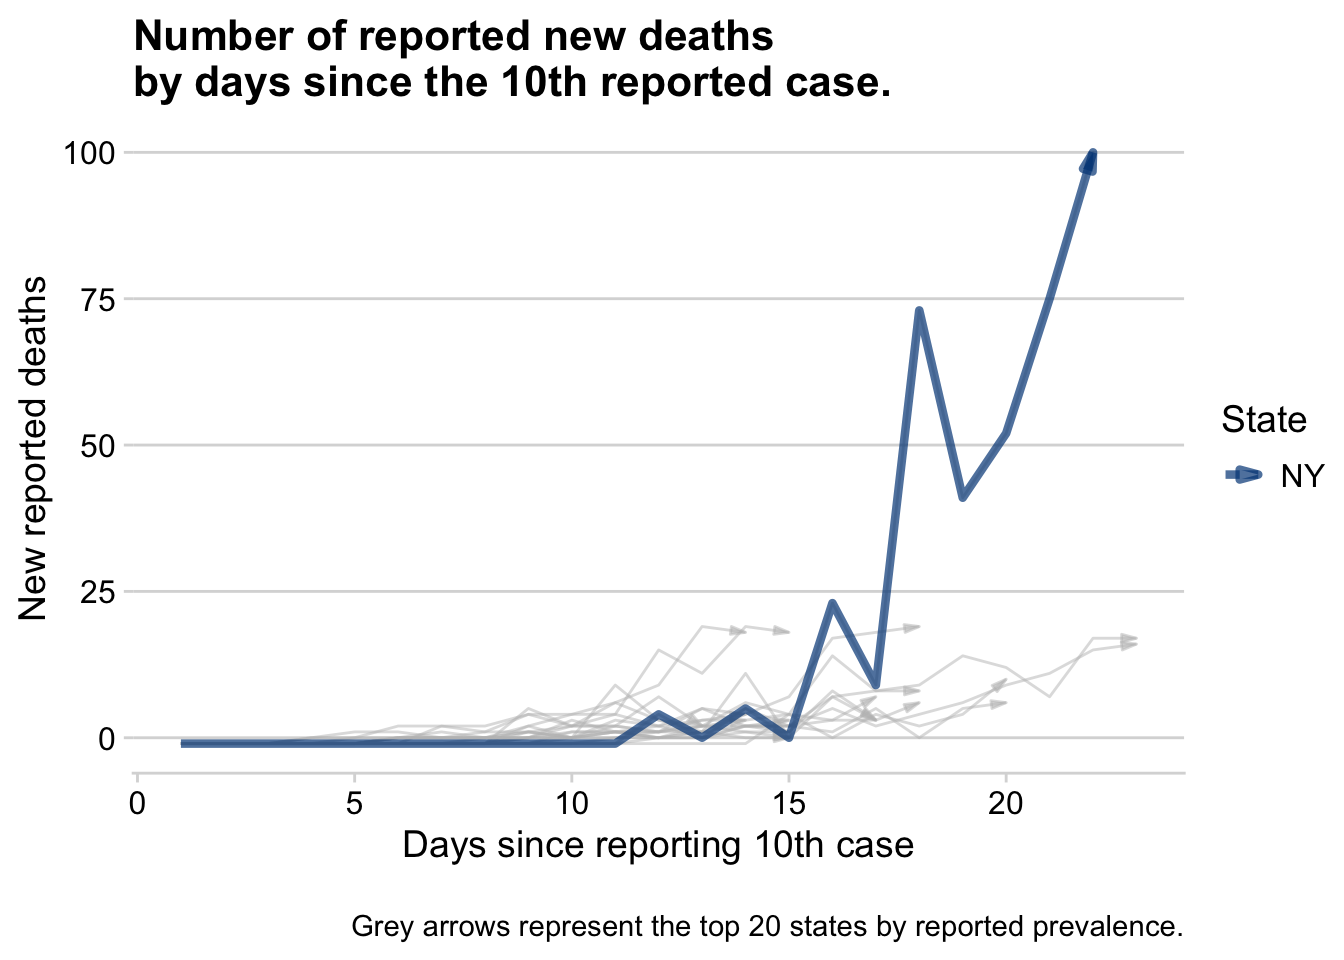 Number of reported new deaths
by days since the 10th reported case.
New reported deaths
100
75
50
25
0
0
5
10
15
20
Days since reporting 10th case
State
NY
Grey arrows represent the top 20 states by reported prevalence.